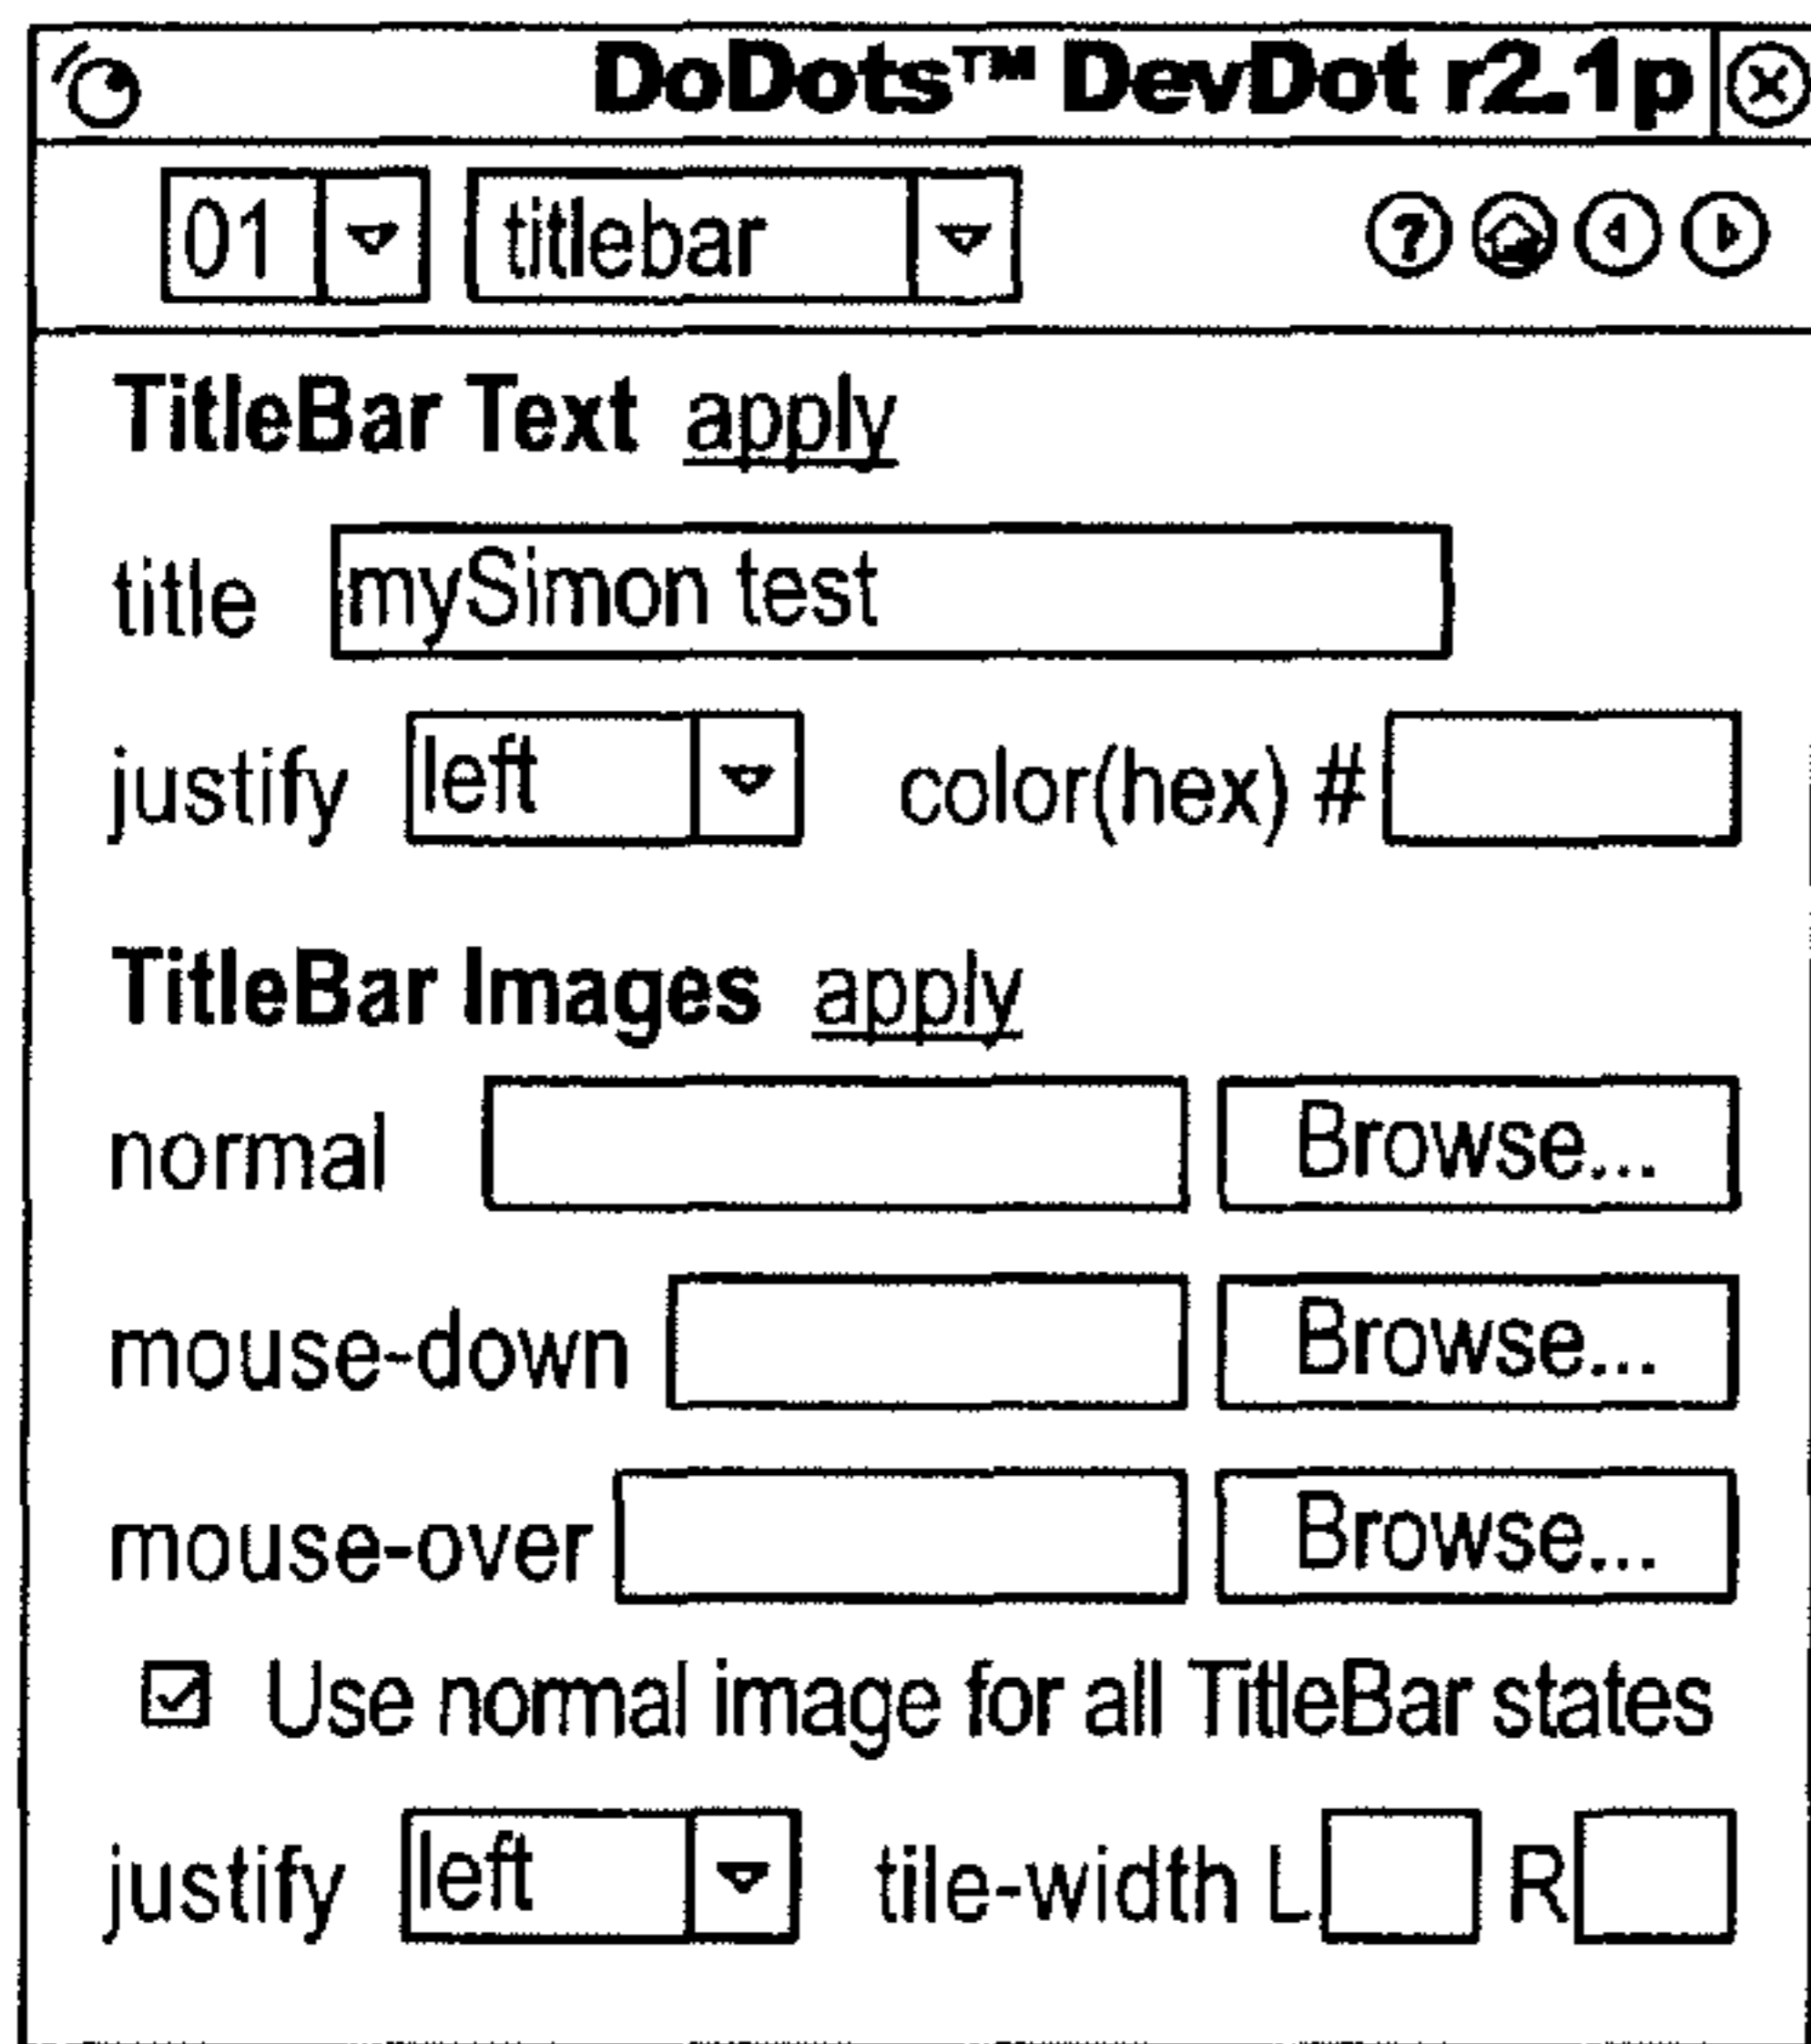 DoDots™ DevDot r2.1p
01 titlebar ?
TitleBar Text apply
title mySimon test
justify left color(hex) #
TitleBar Images apply
normal Browse...
mouse-down Browse...
mouse-over Browse...
Use normal image for all TitleBar states
justify left tile-width L R